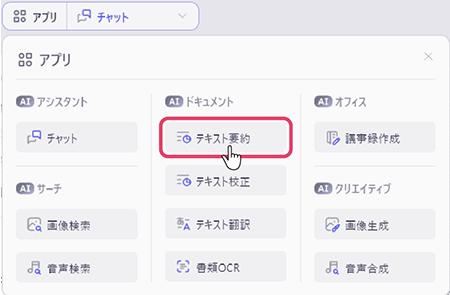 アプリ チャット
アプリ
AI アシスタント
チャット
AI サーチ
画像検索
音声検索
AI ドキュメント
テキスト要約
テキスト校正
テキスト翻訳
書類OCR
AI オフィス
議事録作成
AI クリエイティブ
画像生成
音声合成